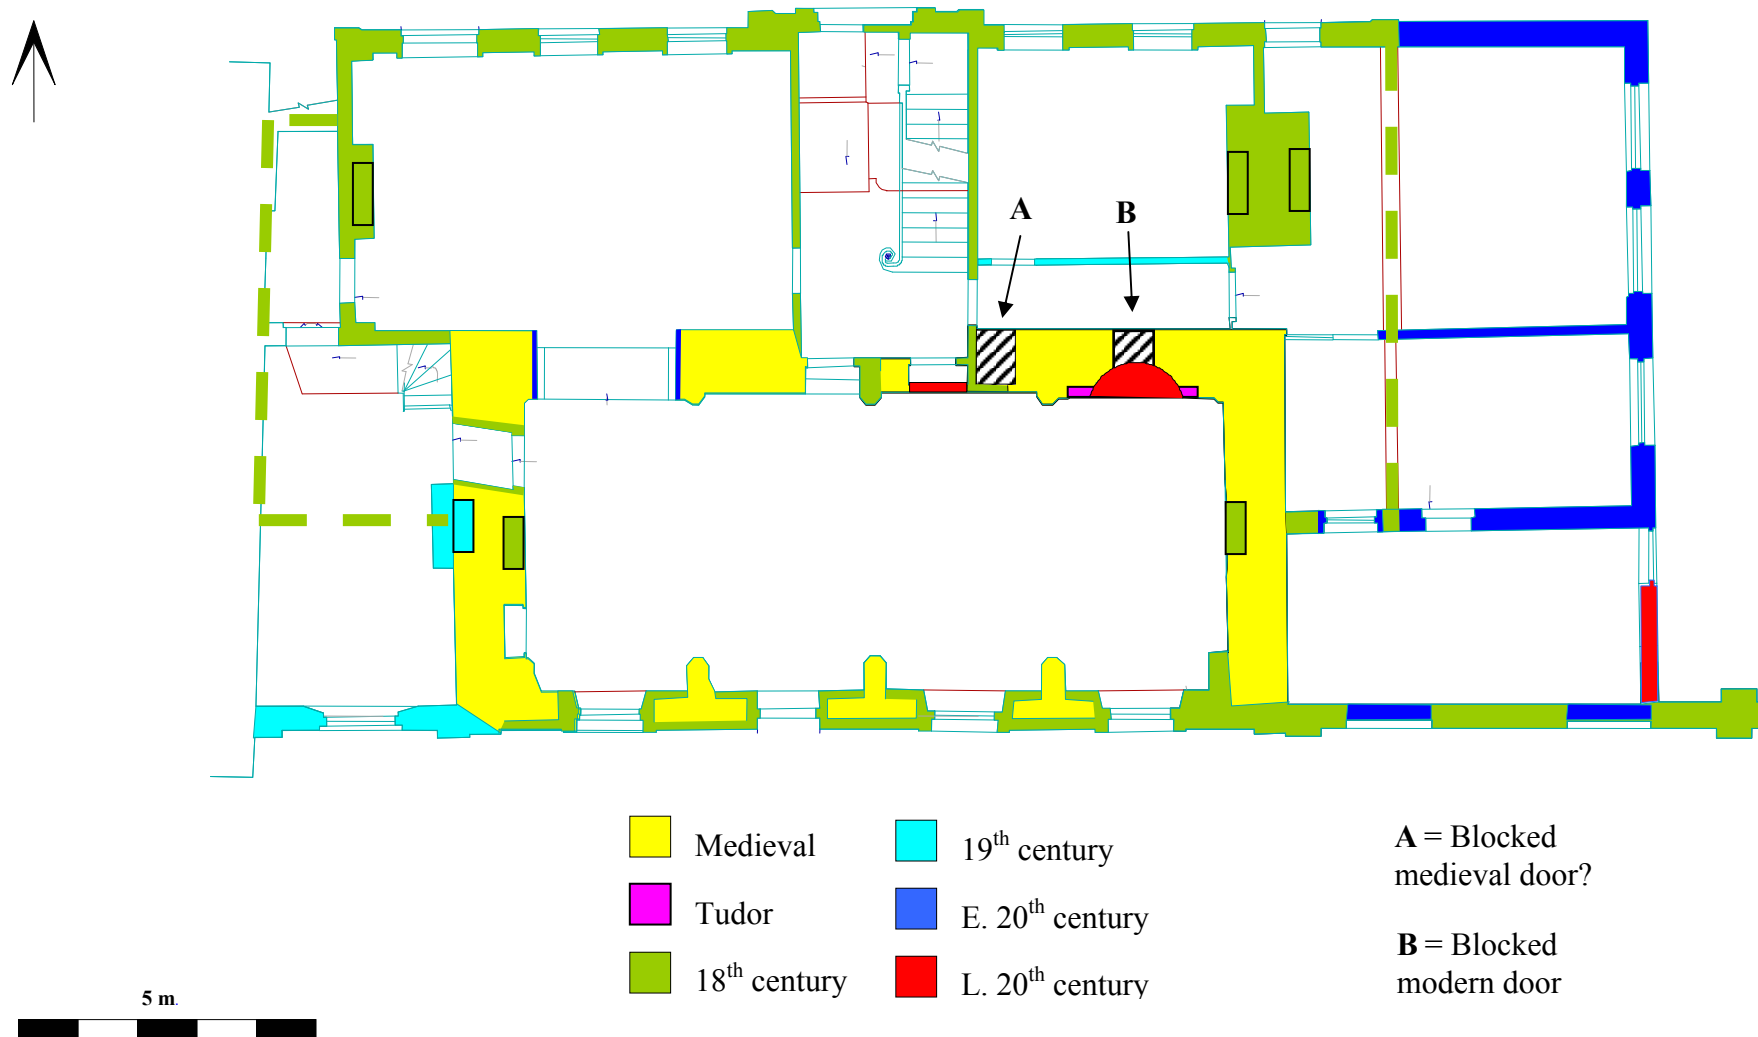 A
B
Medieval
Tudor
18th century
19th century
E. 20th century
L. 20th century
A = Blocked
medieval door?
B = Blocked
modern door
5 m.